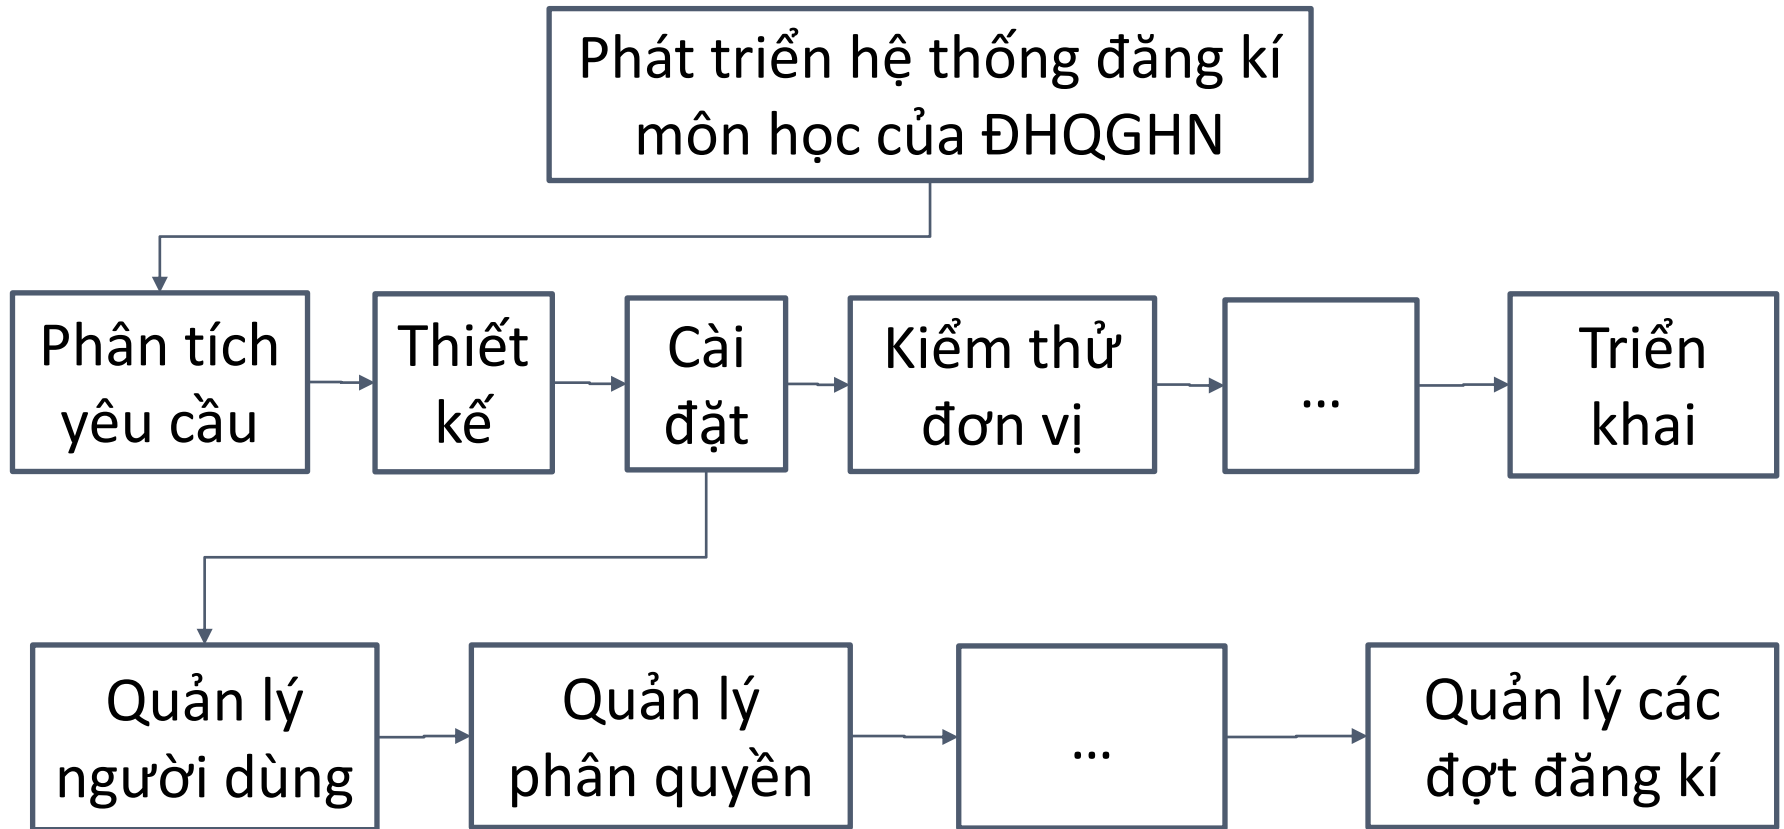 Phát triển hệ thống đăng kí
môn học của ĐHQGHN
Phân tích
yêu cầu
Thiết
kế
Cài
đặt
Kiểm thử
đơn vị
...
Triển
khai
Quản lý
người dùng
Quản lý
phân quyền
...
Quản lý các
đợt đăng kí